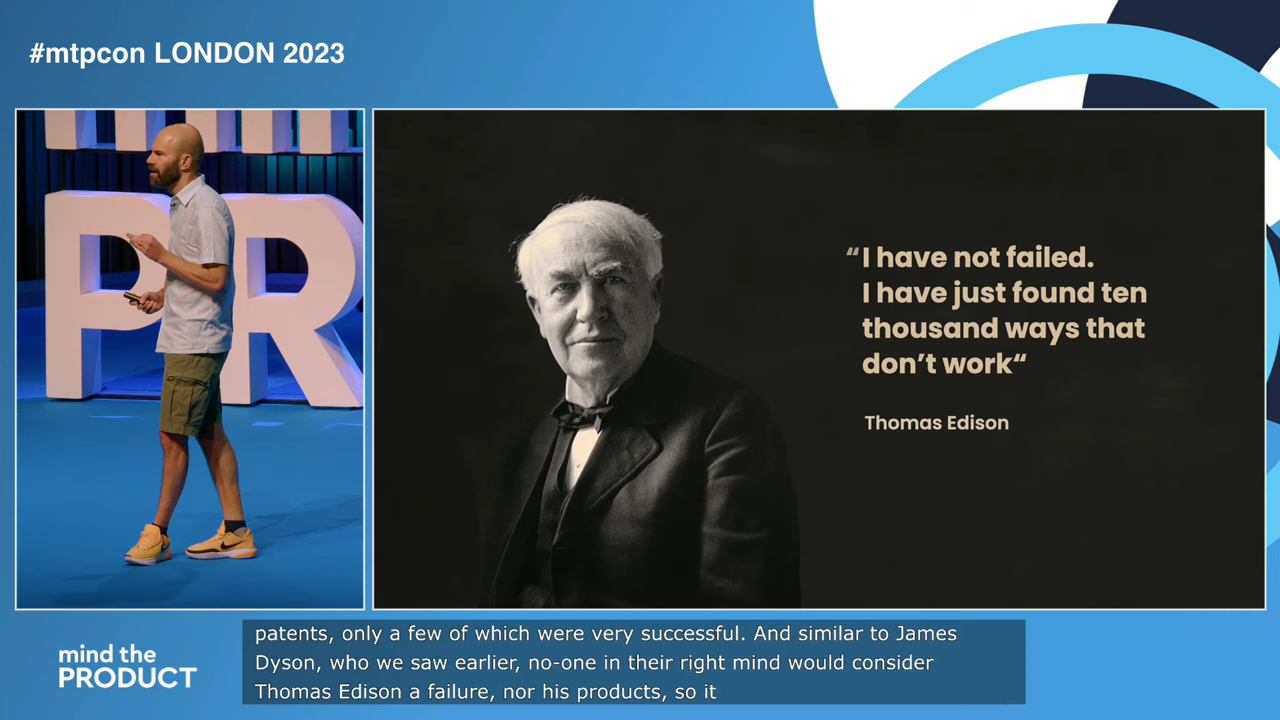 #mtpcon LONDON 2023
PR
“I have not failed.
I have just found ten
thousand ways that
don’t work“
Thomas Edison
mind the
PRODUCT
patents, only a few of which were very successful. And similar to James
Dyson, who we saw earlier, no-one in their right mind would consider
Thomas Edison a failure, nor his products, so it